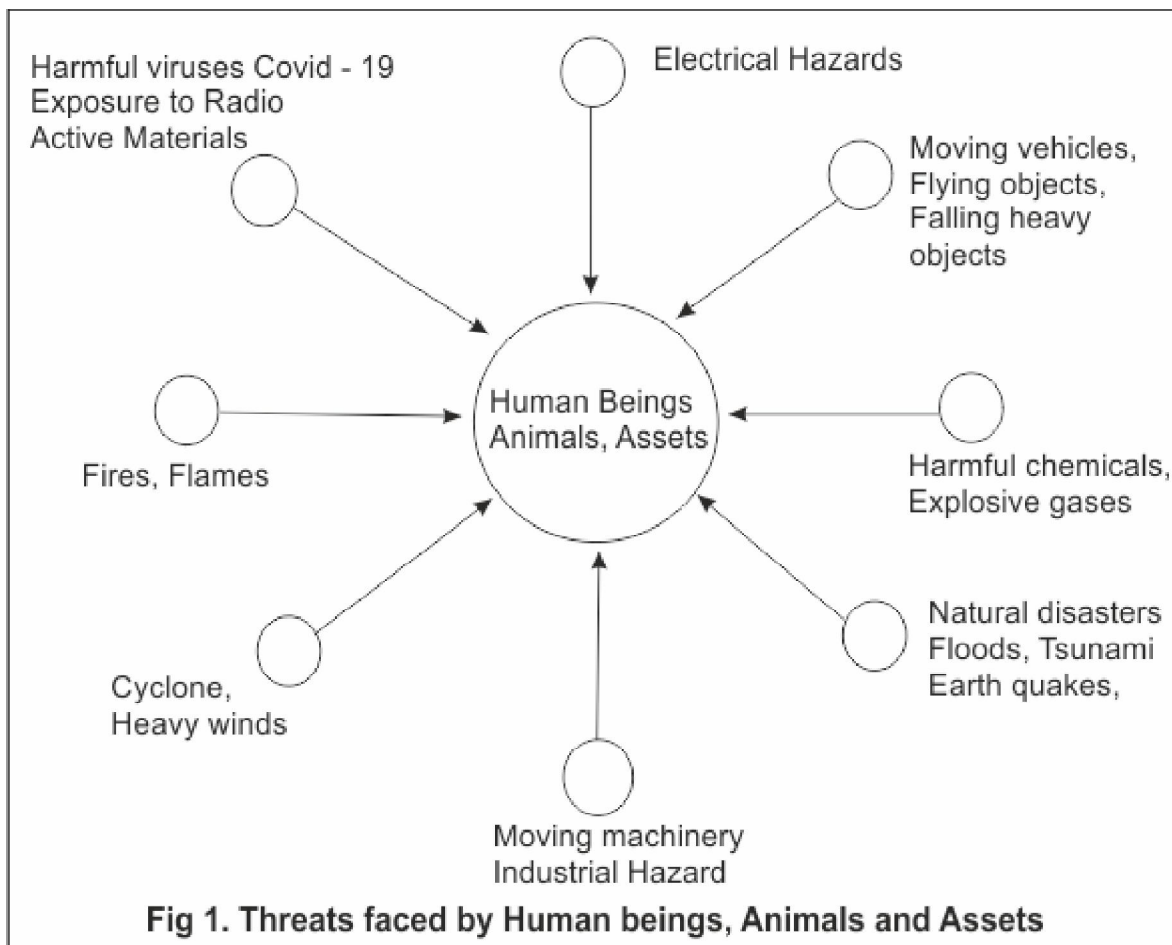 Harmful viruses Covid - 19
Exposure to Radio
Active Materials
Electrical Hazards
Moving vehicles,
Flying objects,
Falling heavy
objects
Human Beings
Animals, Assets
Fires, Flames
Harmful chemicals,
Explosive gases
Cyclone,
Heavy winds
Natural disasters
Floods, Tsunami
Earth quakes,
Moving machinery
Industrial Hazard
Fig 1. Threats faced by Human beings, Animals and Assets